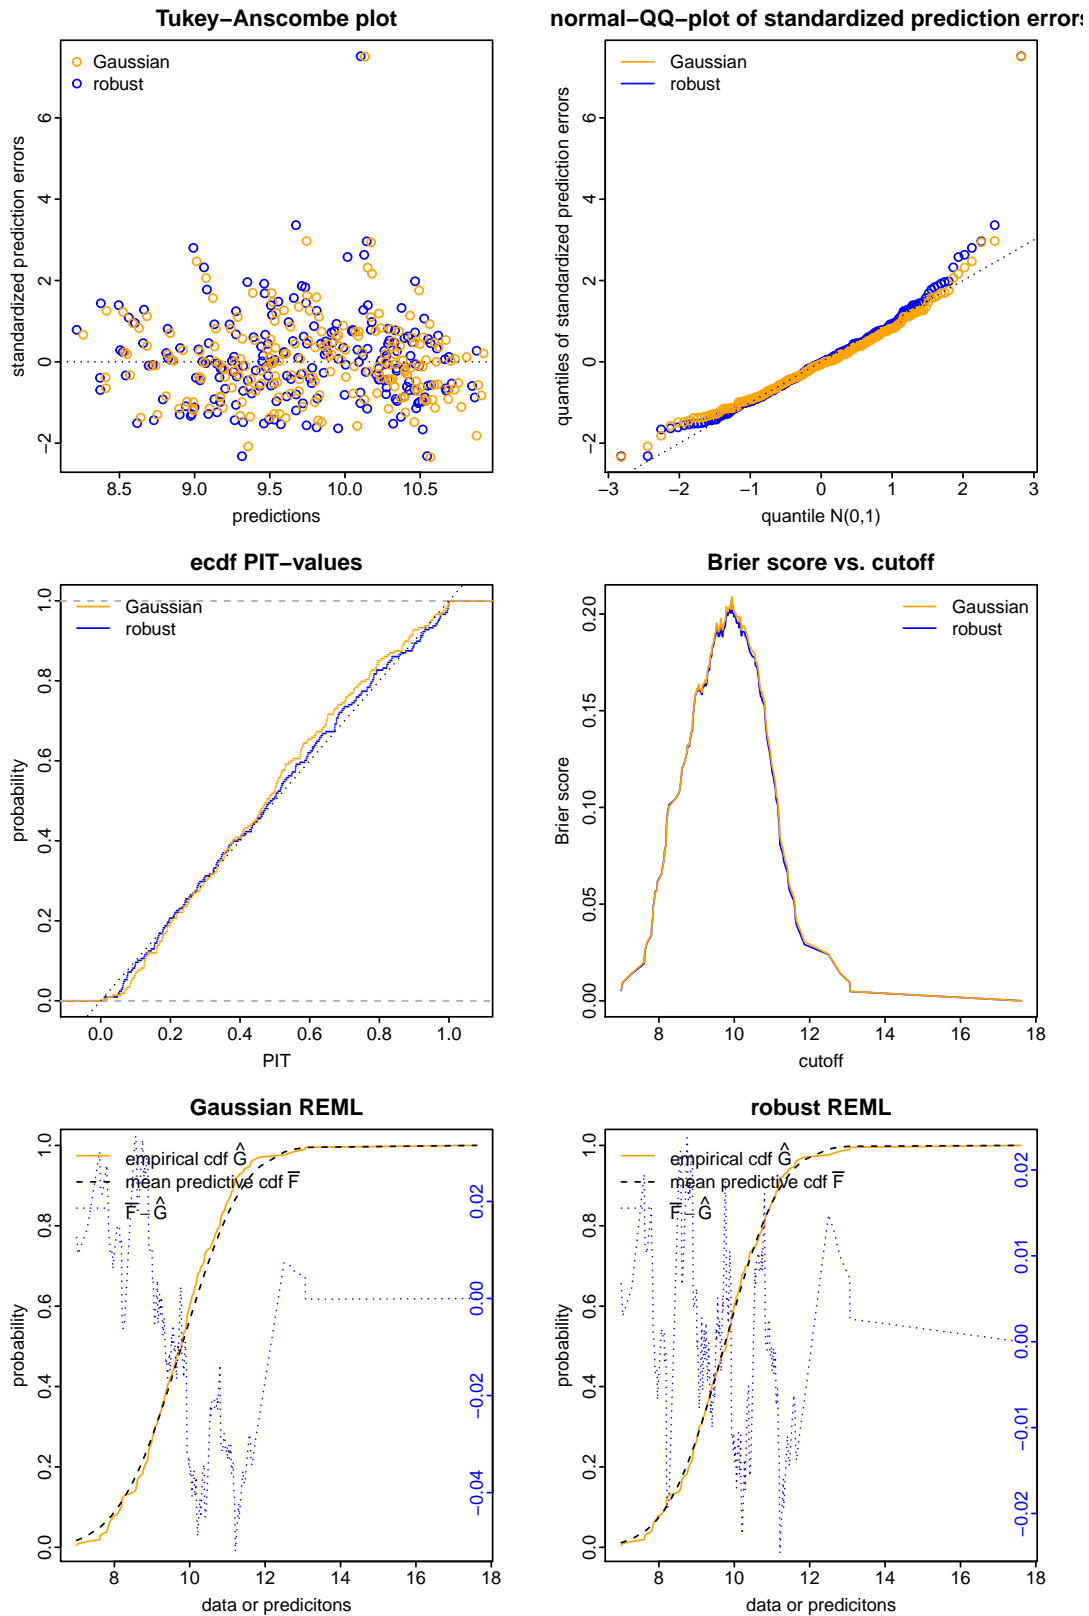 Tukey−Anscombe plot
Gaussian
robust
standardized prediction errors
6
4
2
0
−2
8.5 9.0 9.5 10.0 10.5
predictions
normal−QQ−plot of standardized prediction errors
Gaussian
robust
quantiles of standardized prediction errors
6
4
2
0
−2
−3 −2 −1 0 1 2 3
quantile N(0,1)
ecdf PIT−values
Gaussian
robust
probability
1.0
0.8
0.6
0.4
0.2
0.0
0.0 0.2 0.4 0.6 0.8 1.0
PIT
Brier score vs. cutoff
Gaussian
robust
Brier score
0.20
0.15
0.10
0.05
0.00
8 10 12 14 16 18
cutoff
Gaussian REML
empirical cdf Ĝ
mean predictive cdf F̅
F̅−Ĝ
probability
1.0
0.8
0.6
0.4
0.2
0.0
0.02
0.00
−0.02
−0.04
8 10 12 14 16 18
data or predicitons
robust REML
empirical cdf Ĝ
mean predictive cdf F̅
F̅−Ĝ
probability
1.0
0.8
0.6
0.4
0.2
0.0
0.02
0.01
0.00
−0.01
−0.02
8 10 12 14 16 18
data or predicitons